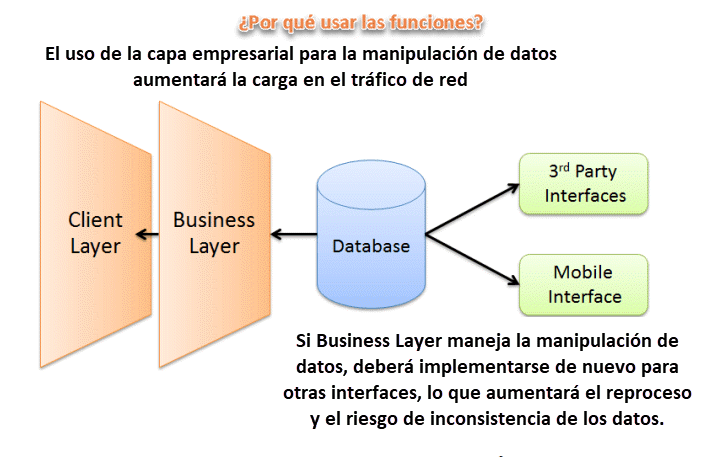 ¿Por qué usar las funciones?
El uso de la capa empresarial para la manipulación de datos
aumentará la carga en el tráfico de red
Client
Layer
Business
Layer
Database
3rd Party
Interfaces
Mobile
Interface
Si Business Layer maneja la manipulación de
datos, deberá implementarse de nuevo para
otras interfaces, lo que aumentará el reproceso
y el riesgo de inconsistencia de los datos.